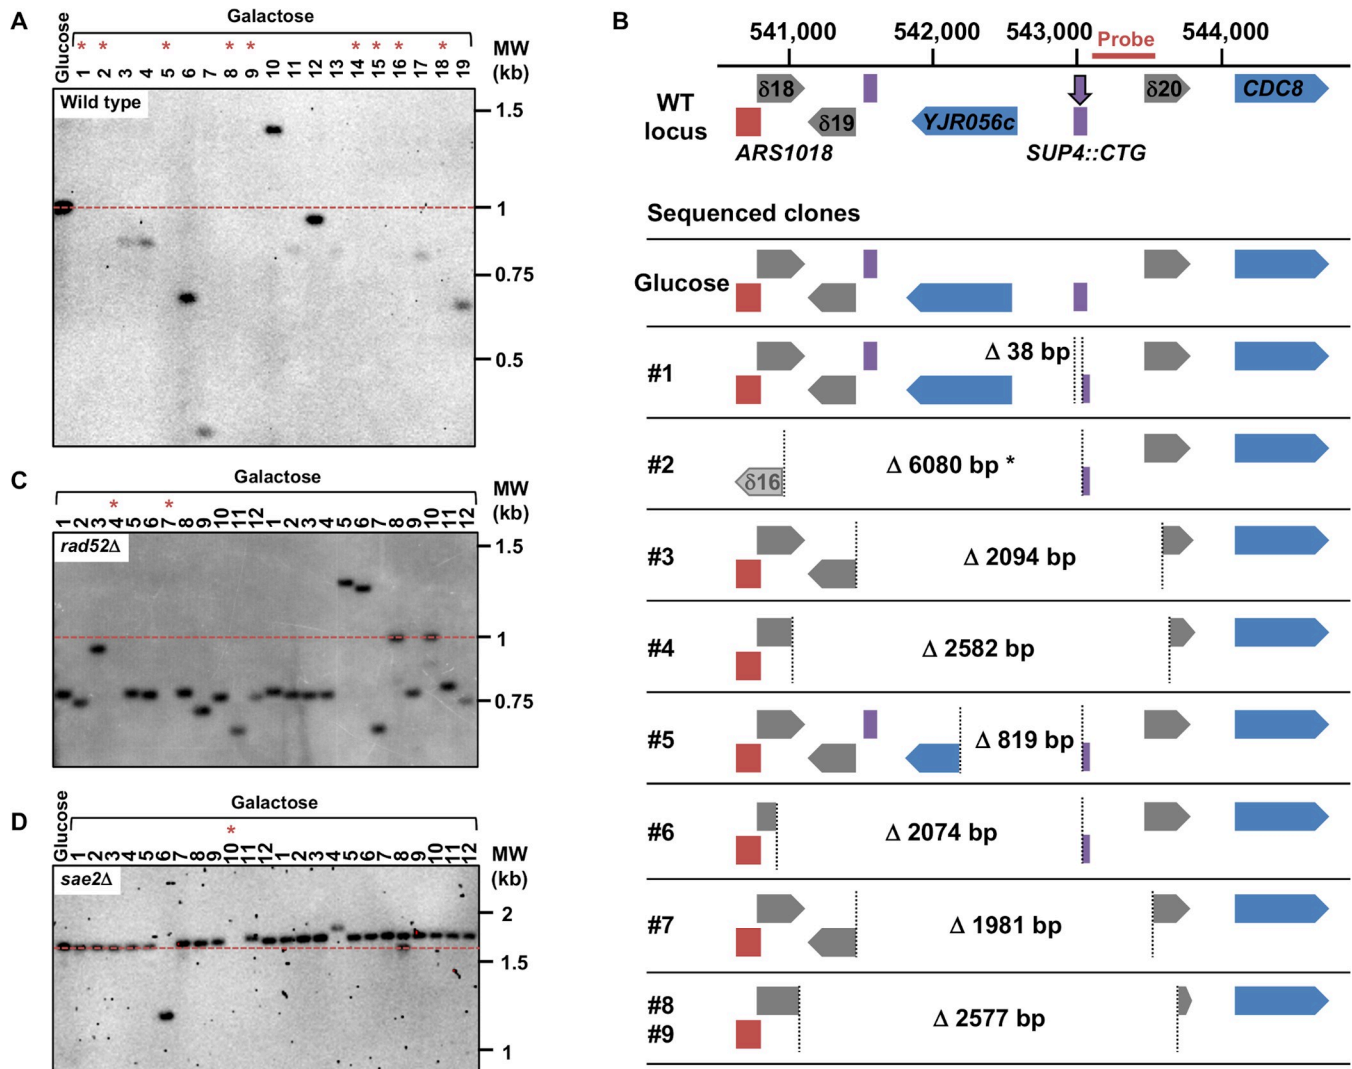 A
Galactose
Glucose
* * * * * * * * *
1 2 3 4 5 6 7 8 9 10 11 12 13 14 15 16 17 18 19
MW
(kb)
Wild type
1.5
1
0.75
0.5
C
Galactose
* *
1 2 3 4 5 6 7 8 9 10 11 12 1 2 3 4 5 6 7 8 9 10 11 12
MW
(kb)
rad52Δ
1.5
1
0.75
D
Galactose
Glucose
*
1 2 3 4 5 6 7 8 9 10 11 12 1 2 3 4 5 6 7 8 9 10 11 12
MW
(kb)
sae2Δ
2
1.5
1
B
541,000 542,000 543,000 544,000
Probe
WT
locus
δ18 δ20 CDC8
δ19 YJR056c
ARS1018 SUP4::CTG
Sequenced clones
Glucose
#1 Δ 38 bp
#2 δ16 Δ 6080 bp *
#3 Δ 2094 bp
#4 Δ 2582 bp
#5 Δ 819 bp
#6 Δ 2074 bp
#7 Δ 1981 bp
#8
#9
Δ 2577 bp